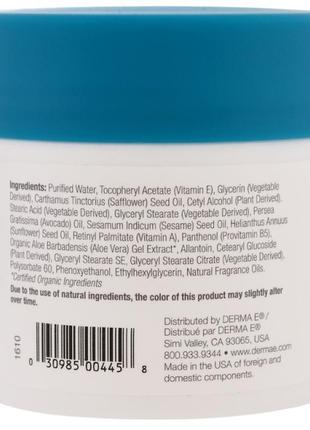 Ingredients: Purified Water, Tocopheryl Acetate (Vitamin E), Glycerin (Vegetable
Derived), Carthamus Tinctorius (Safflower) Seed Oil, Cetyl Alcohol (Plant Derived),
Stearic Acid (Vegetable Derived), Glyceryl Stearate (Vegetable Derived), Persea
Gratissima (Avocado) Oil, Sesamum Indicum (Sesame) Seed Oil, Helianthus Annuus
(Sunflower) Seed Oil, Retinyl Palmitate (Vitamin A), Panthenol (Provitamin B5),
Organic Aloe Barbadensis (Aloe Vera) Gel Extract*, Allantoin, Cetearyl Glucoside
(Plant Derived), Glyceryl Stearate SE, Glyceryl Stearate Citrate (Vegetable Derived),
Polysorbate 60, Phenoxyethanol, Ethylhexylglycerin, Natural Fragrance Oils.
*Certified Organic Ingredients
Due to the use of natural ingredients, the color of this product may slightly alter
over time.
1610
0 30985 00445 8
Distributed by DERMA E® /
Distribué par DERMA E®
Simi Valley, CA 93065, USA
800.933.9344 • www.dermae.com
Made in the USA of foreign and
domestic components.